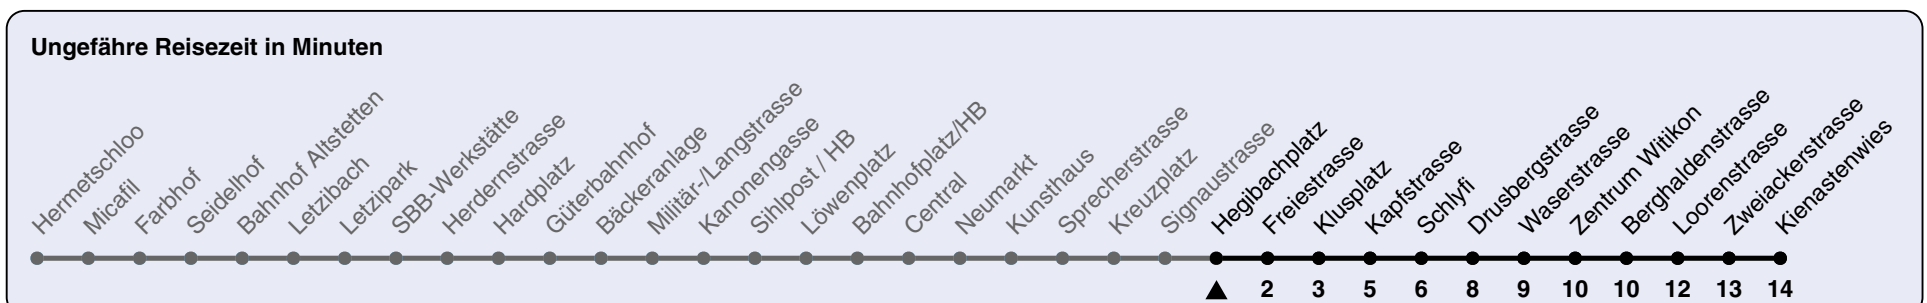 Ungefähre Reisezeit in Minuten
Hermetschloo
Micafil
Farbhof
Seidelhof
Bahnhof Altstetten
Letzibach
Letzipark
SBB-Werkstätte
Herdernstrasse
Hardplatz
Güterbahnhof
Bäckeranlage
Militär-/Langstrasse
Kanonengasse
Sihlpost / HB
Löwenplatz
Bahnhofplatz/HB
Central
Neumarkt
Kunsthaus
Sprecherstrasse
Kreuzplatz
Signaustrasse
Hegibachplatz
Freiestrasse
Klusplatz
Kapfstrasse
Schlyfi
Drusbergstrasse
Waserstrasse
Zentrum Witikon
Berghaldenstrasse
Loorenstrasse
Zweiackerstrasse
Kienastenwies
2 3 5 6 8 9 10 10 12 13 14